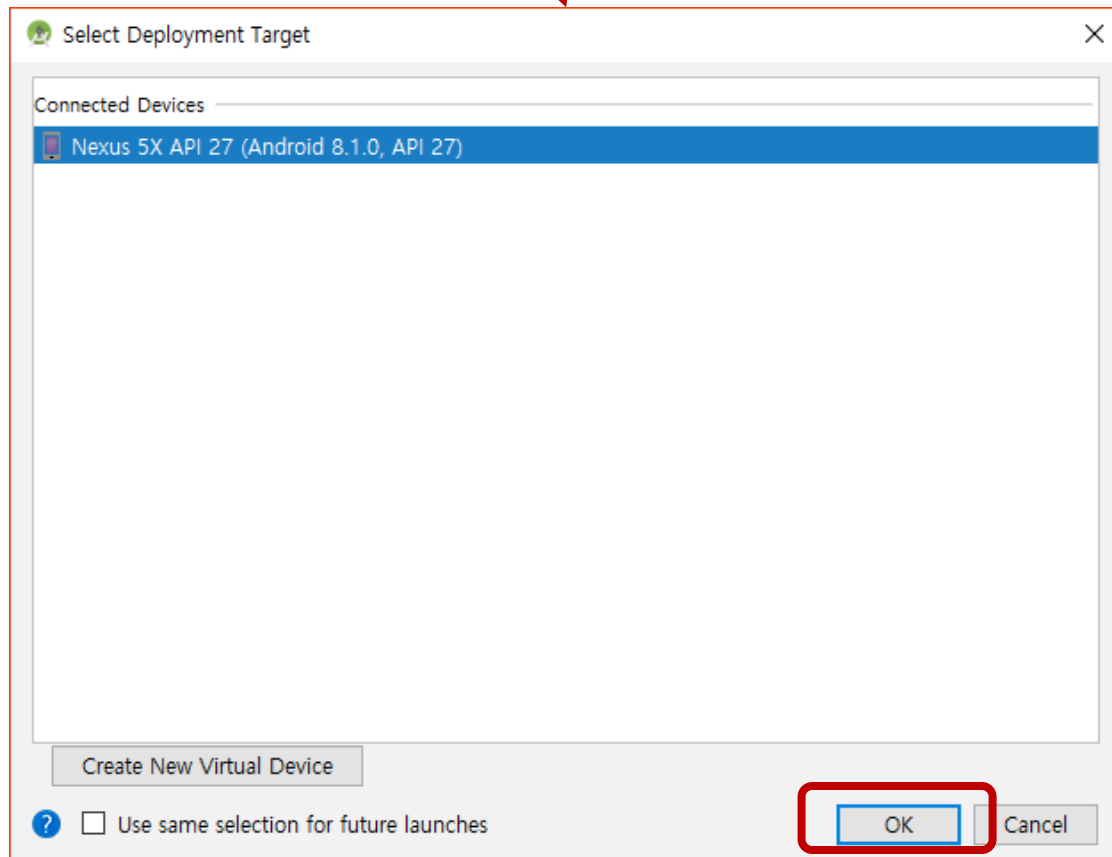 Select Deployment Target
Connected Devices
Nexus 5X API 27 (Android 8.1.0, API 27)
Create New Virtual Device
? Use same selection for future launches
OK Cancel